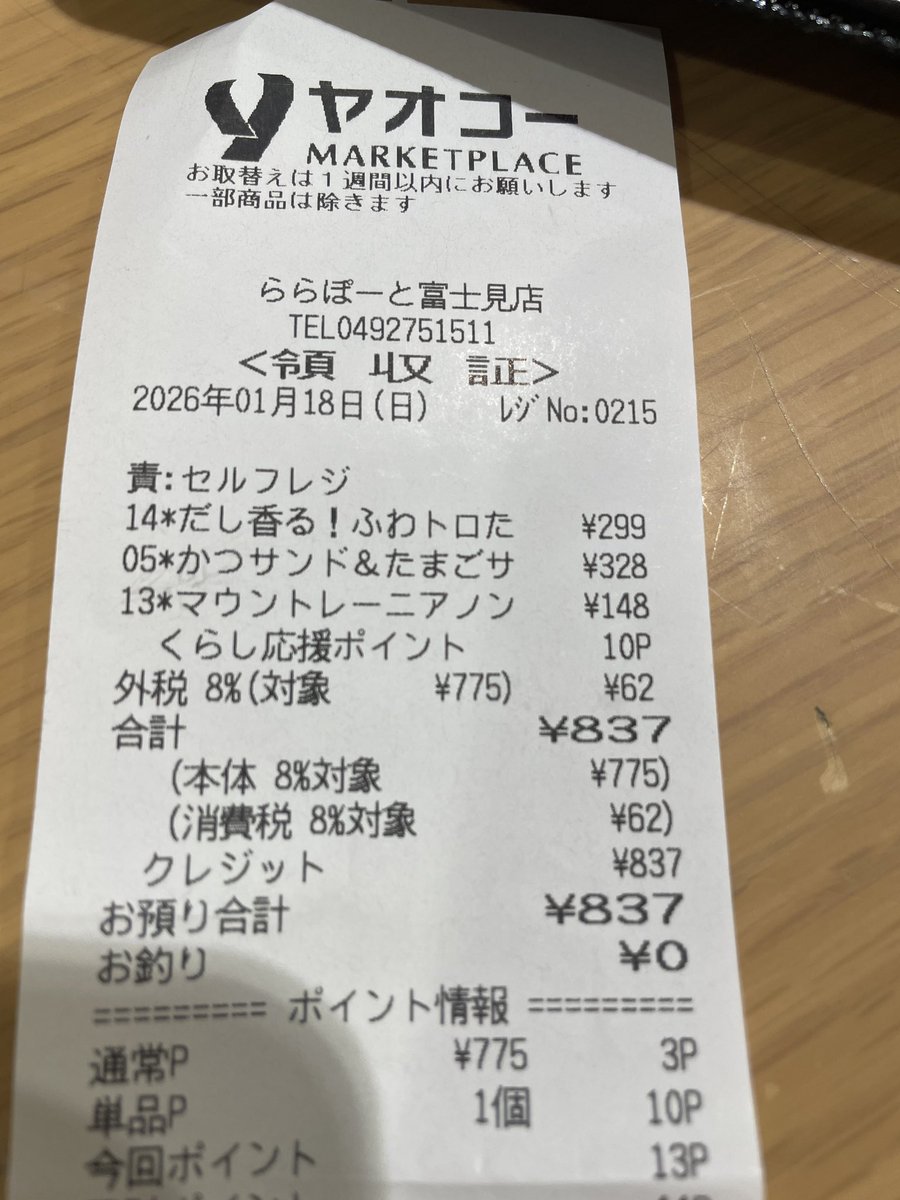 ヤオコー
MARKETPLACE
お取替えは1週間以内にお願いします
一部商品は除きます
ららぽーと富士見店
TEL0492751511
<領 収 証>
2026年01月18日(日) ﾚｼﾞNo:0215
責:セルフレジ
14*だし香る!ふわトロた ¥299
05*かつサンド&たまごサ ¥328
13*マウントレーニアノン ¥148
くらし応援ポイント 10P
外税 8%(対象 ¥775) ¥62
合計 ¥837
(本体 8%対象 ¥775)
(消費税 8%対象 ¥62)
クレジット ¥837
お預り合計 ¥837
お釣り ¥0
========= ポイント情報 =========
通常P ¥775 3P
単品P 1個 10P
今回ポイント 13P